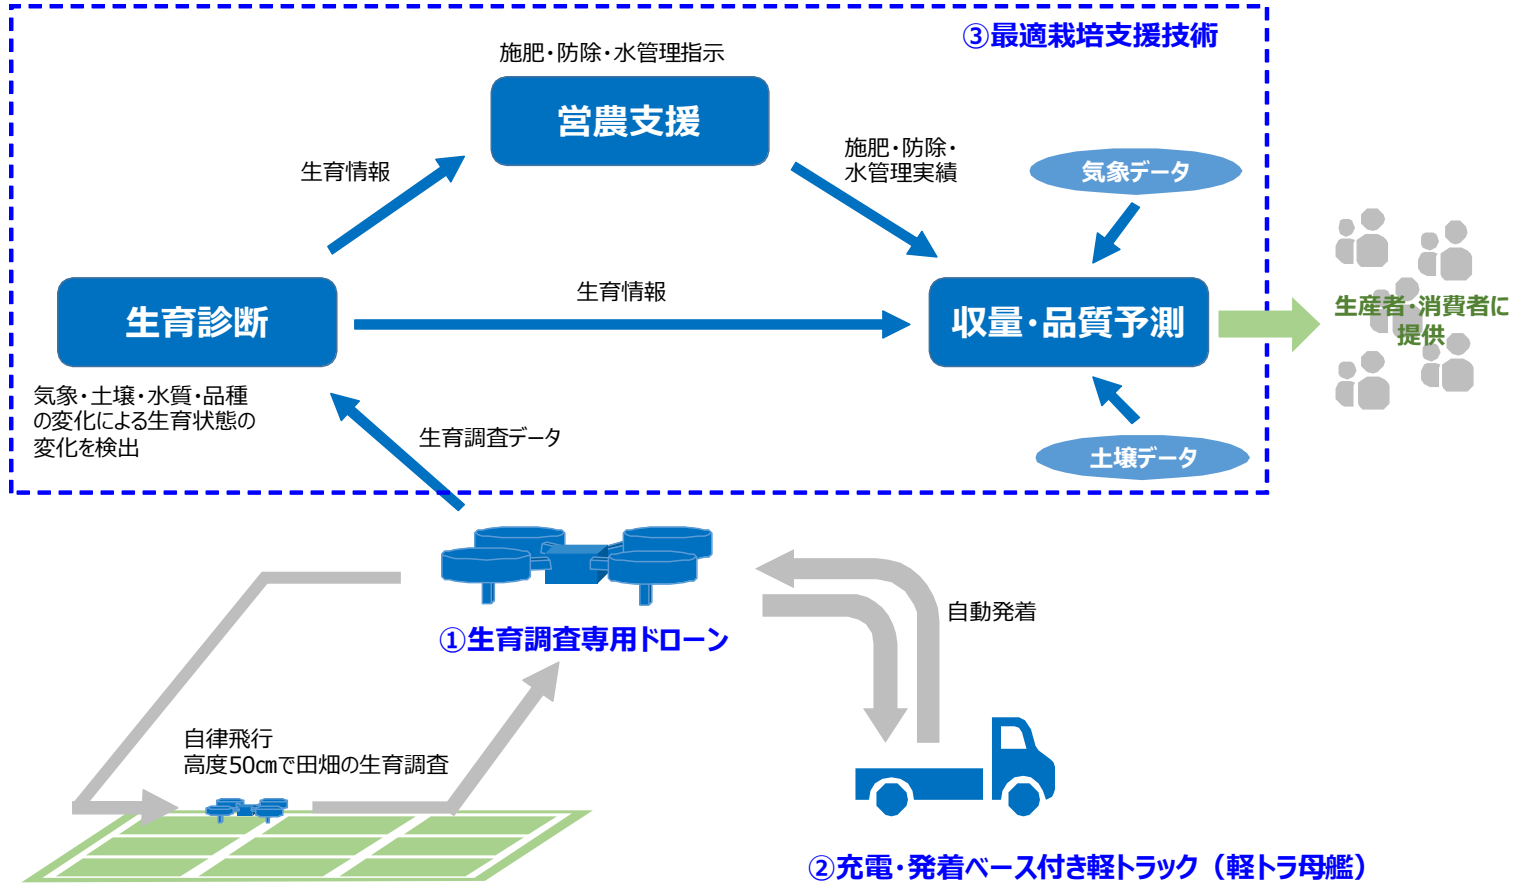 ③最適栽培支援技術
施肥・防除・水管理指示
営農支援
生育情報
施肥・防除・
水管理実績
気象データ
生育情報
生育診断
収量・品質予測
生産者・消費者に
提供
気象・土壌・水質・品種
の変化による生育状態の
変化を検出
生育調査データ
土壌データ
①生育調査専用ドローン
自動発着
自律飛行
高度50㎝で田畑の生育調査
②充電・発着ベース付き軽トラック（軽トラ母艦）